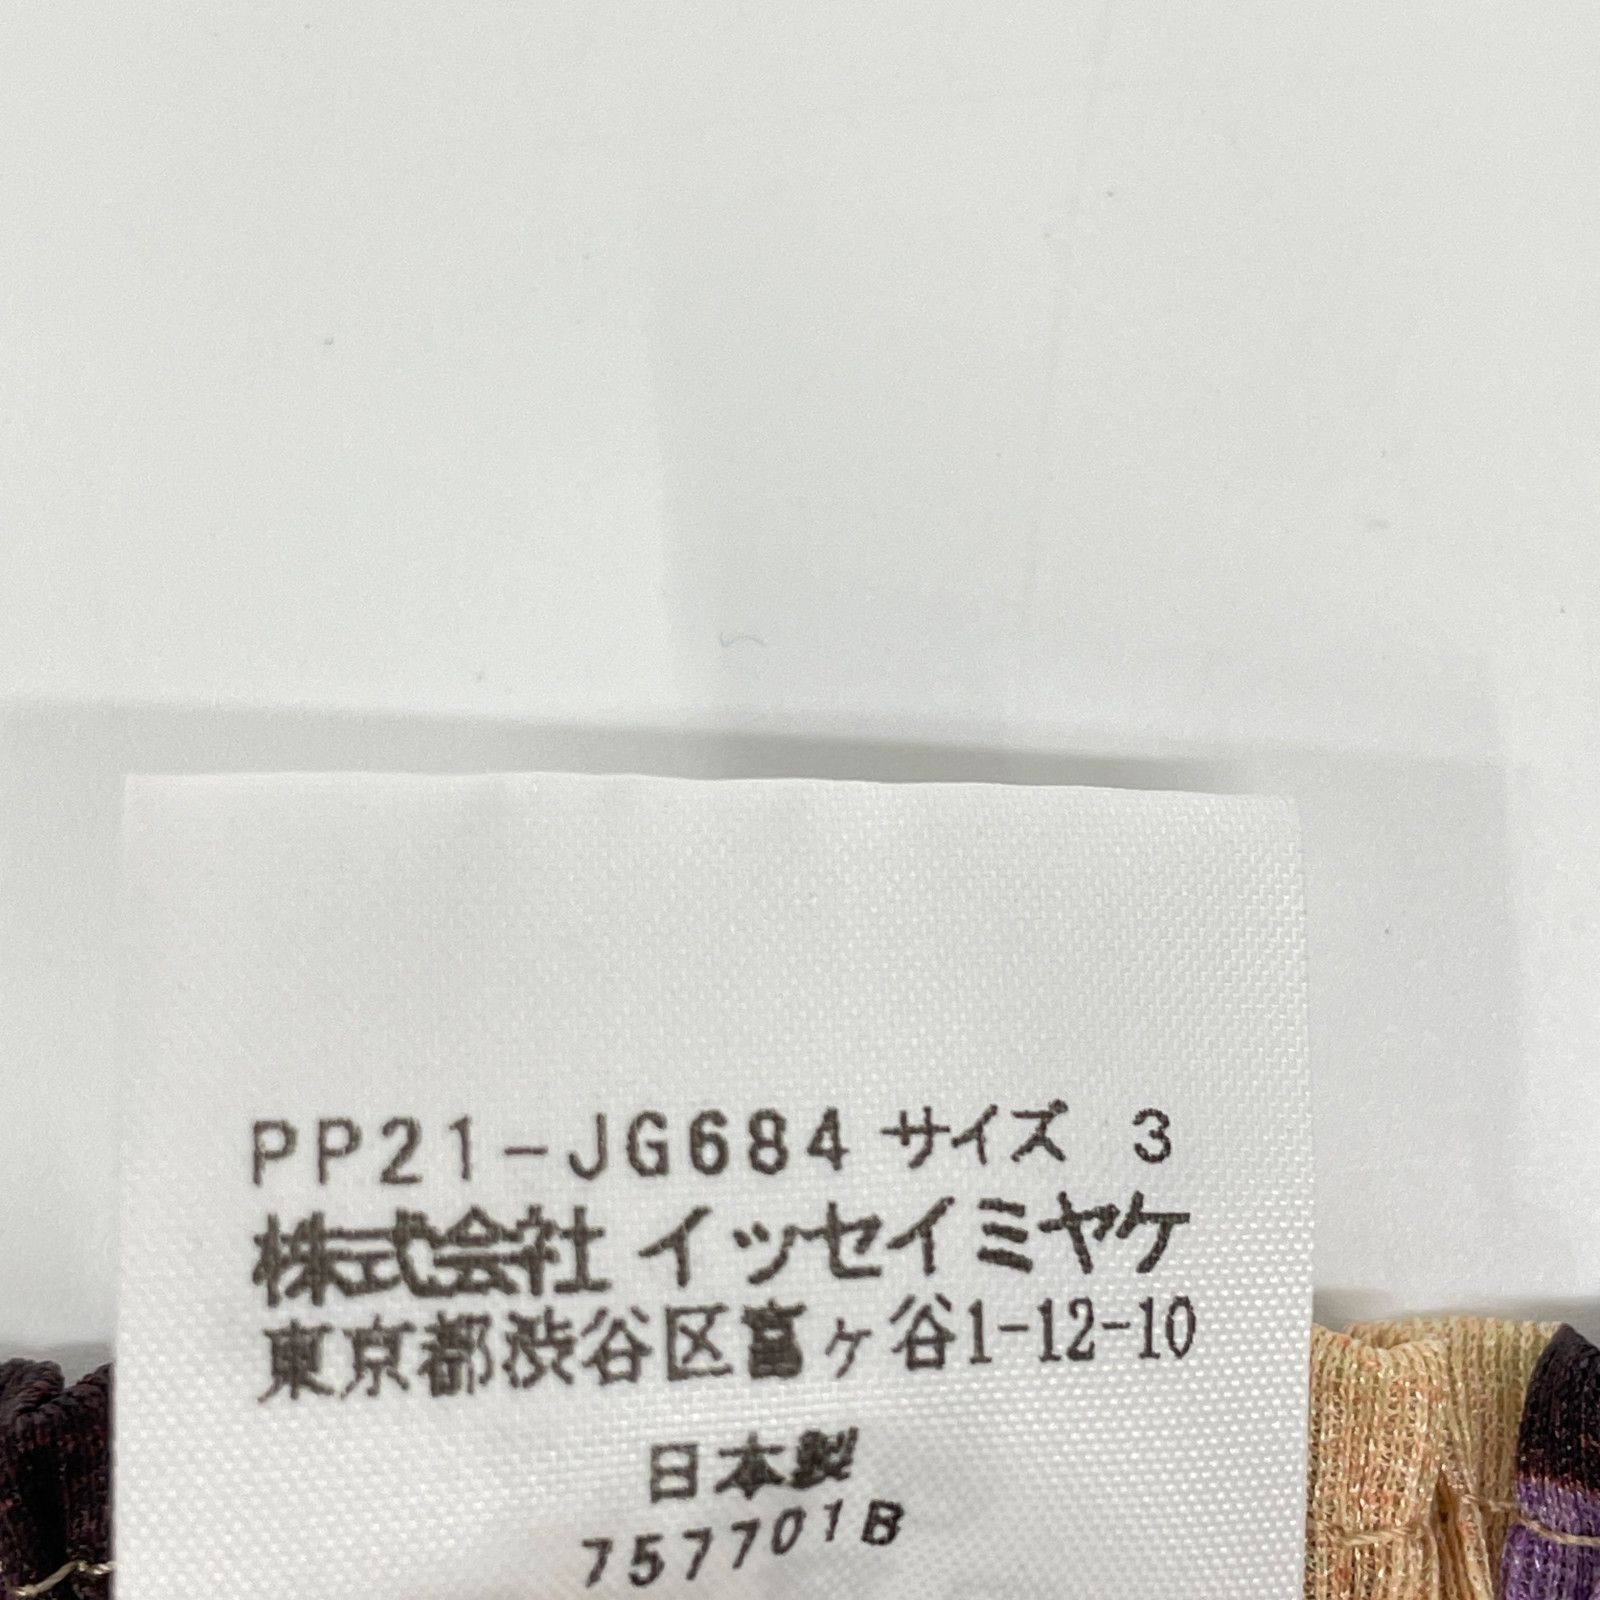 PP21-JG684 サイズ 3
株式会社 イッセイミヤケ
東京都渋谷区富ヶ谷1-12-10
日本製
757701B